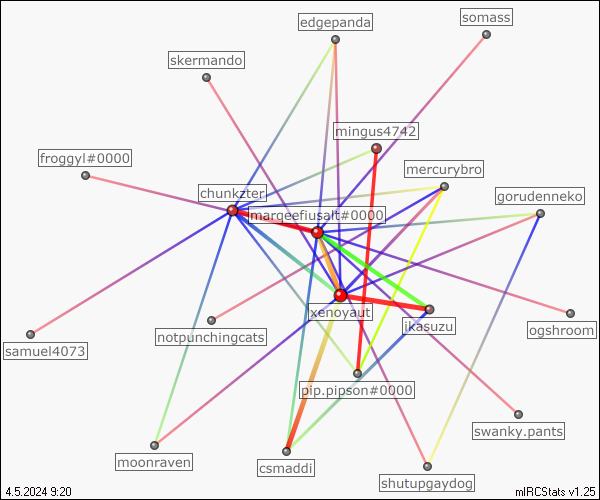 somass
edgepanda
skermando
mingus4742
froggyl#0000
mercurybro
chunkzter
gorudenneko
marqeefiusalt#0000
xenoyaut
ikasuzu
ogshroom
notpunchingcats
samuel4073
pip.pipson#0000
swanky.pants
moonraven
csmaddi
shutupgaydog
4.5.2024 9:20
mIRCStats v1.25